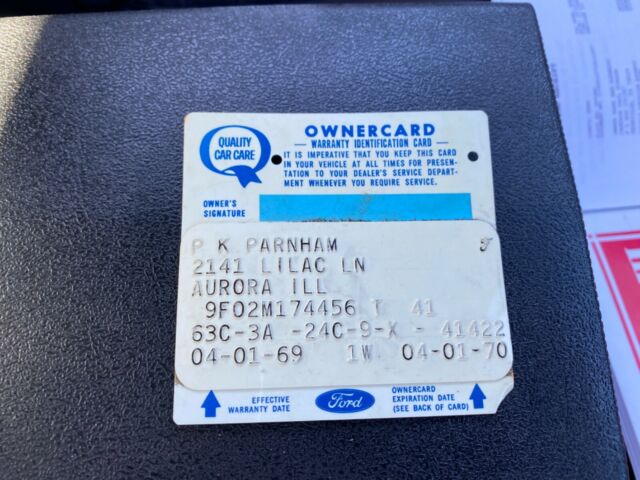 QUALITY
CAR CARE
OWNERCARD
WARRANTY IDENTIFICATION CARD
IT IS IMPERATIVE THAT YOU KEEP THIS CARD
IN YOUR VEHICLE AT ALL TIMES FOR PRESEN-
TATION TO YOUR DEALER'S SERVICE DEPART-
MENT WHENEVER YOU REQUIRE SERVICE.
OWNER'S
SIGNATURE
P K PARNHAM
2141 LILAC LN
AURORA ILL
9F02M174456 T 41
63C-3A -24C-9-X - 41422
04-01-69 1W 04-01-70
EFFECTIVE
WARRANTY DATE
Ford
OWNERCARD
EXPIRATION DATE
(SEE BACK OF CARD)